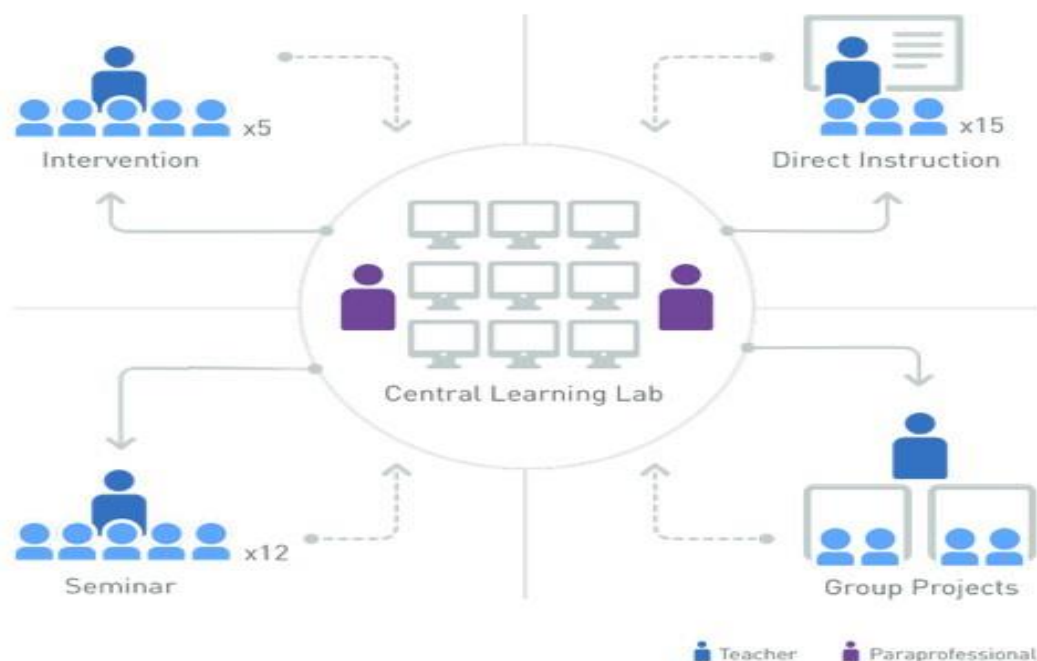 x5
Intervention
x15
Direct Instruction
Central Learning Lab
x12
Seminar
Group Projects
Teacher
Paraprofessional